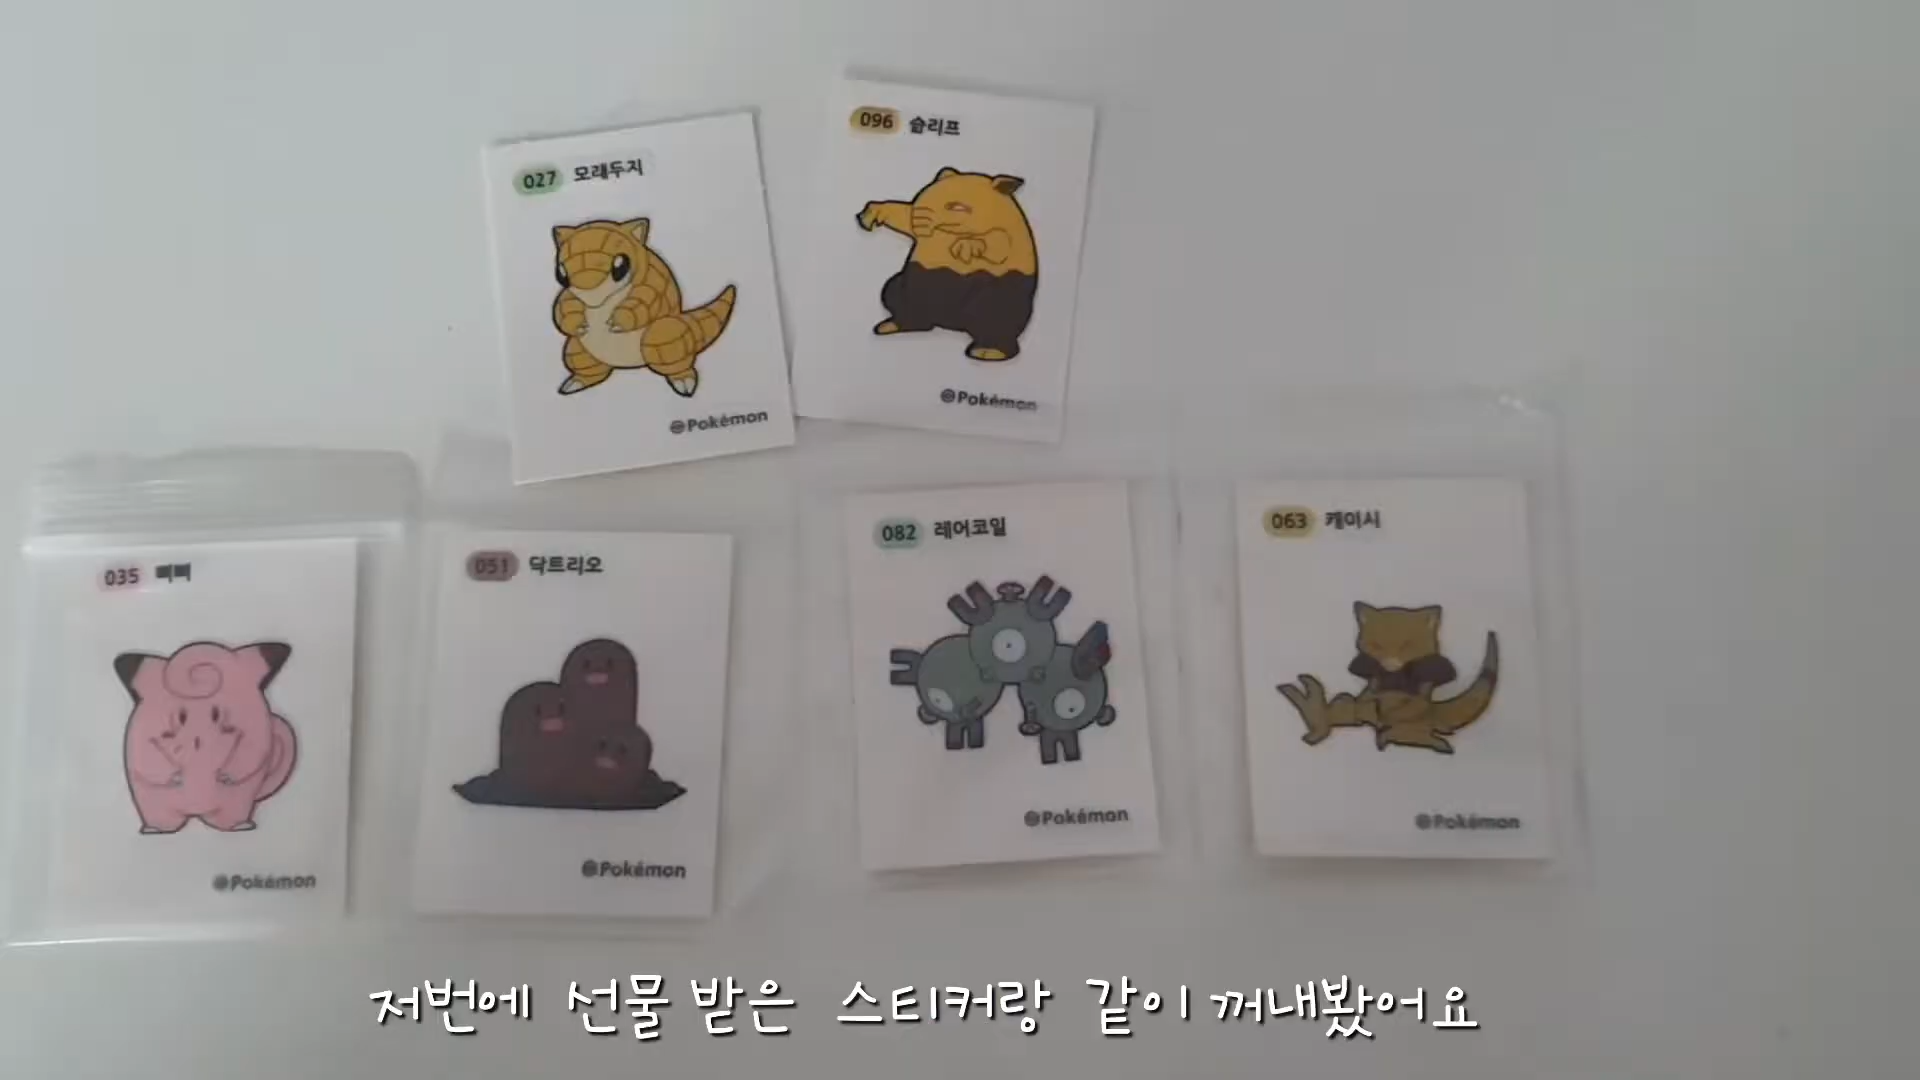 027 모래두지
@Pokémon
096 슬리프
@Pokémon
035 삐삐
@Pokémon
051 닥트리오
@Pokémon
082 레어코일
@Pokémon
063 케이시
@Pokémon
저번에 선물 받은 스티커랑 같이 꺼내봤어요